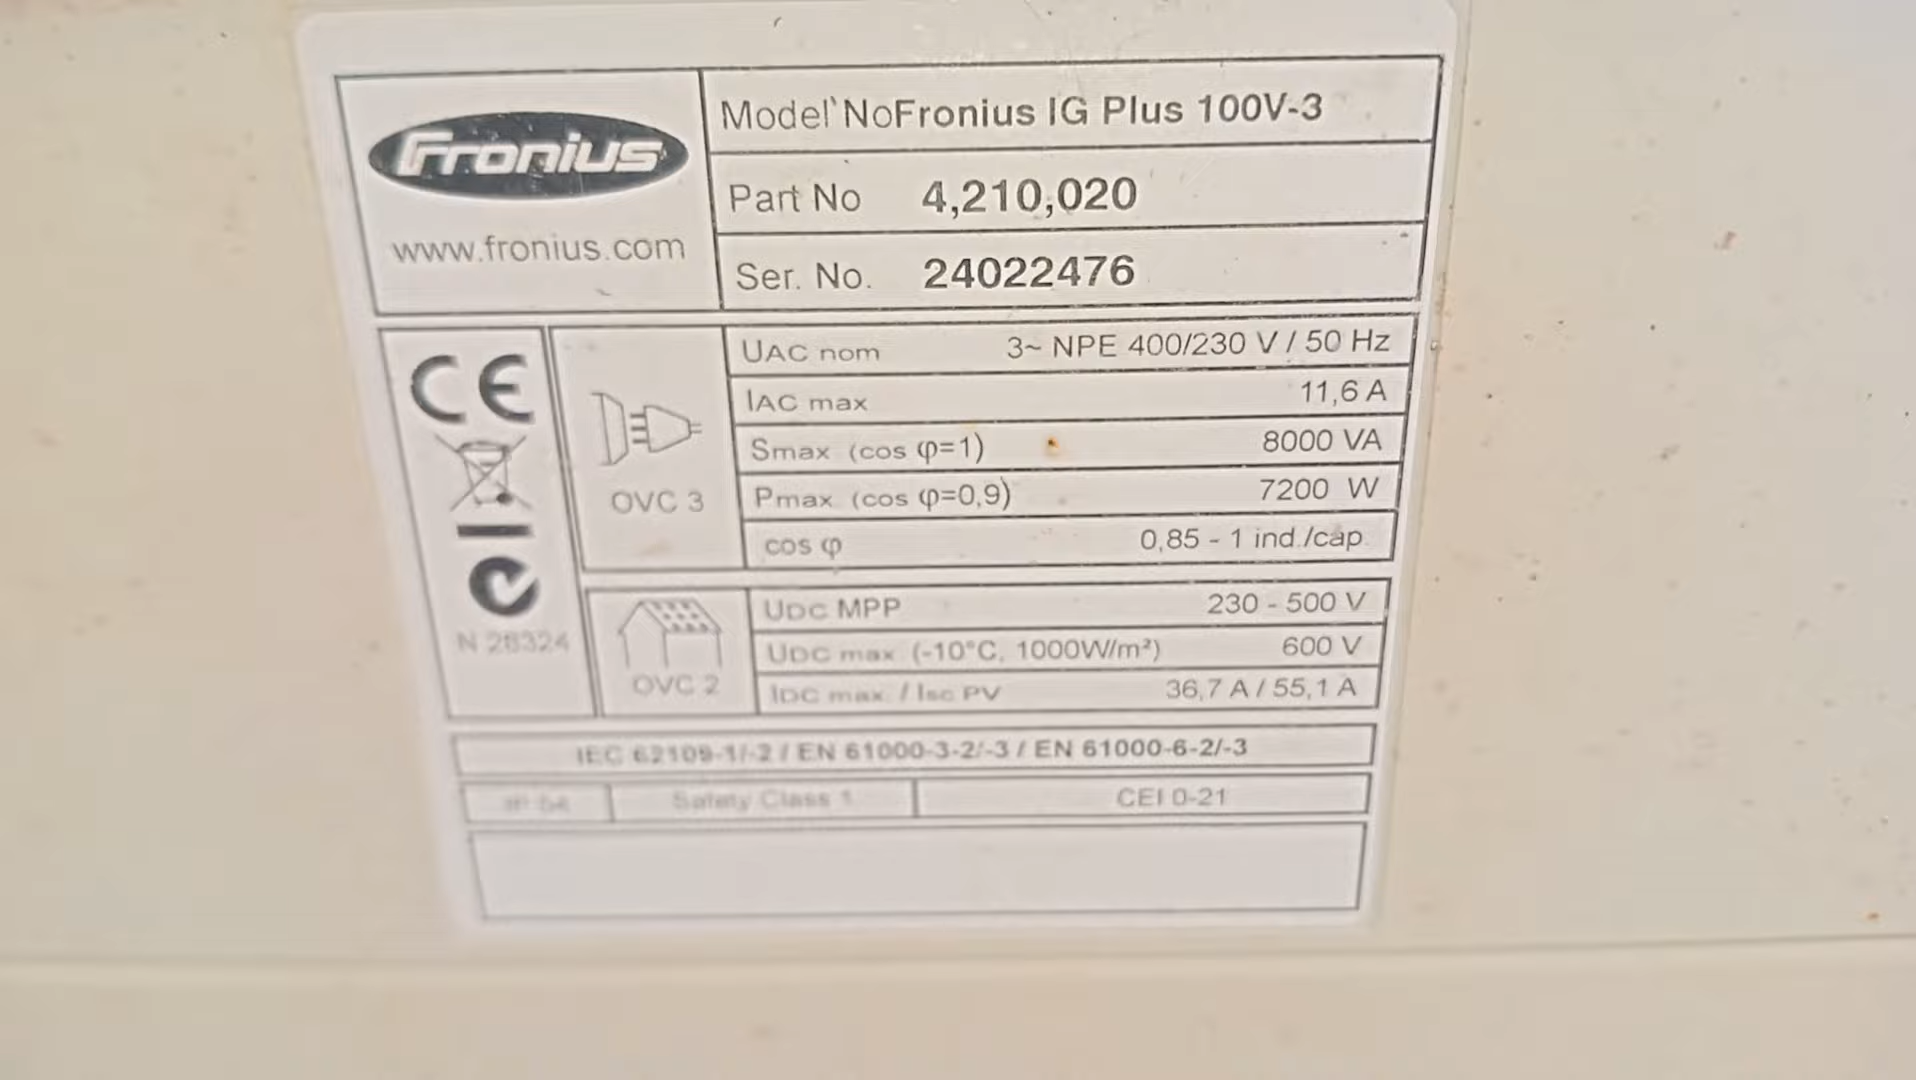 Fronius
www.fronius.com
Model NoFronius IG Plus 100V-3
Part No 4,210,020
Ser. No. 24022476
CE
N 28324
OVC 3
UAC nom 3~ NPE 400/230 V / 50 Hz
IAC max 11,6 A
Smax (cos φ=1) 8000 VA
Pmax (cos φ=0,9) 7200 W
cos φ 0,85 - 1 ind./cap.
OVC 2
UDC MPP 230 - 500 V
UDC max (-10°C, 1000W/m²) 600 V
IDC max / Isc PV 36,7 A / 55,1 A
IEC 62109-1/-2 / EN 61000-3-2/-3 / EN 61000-6-2/-3
Safety Class 1
CEI 0-21